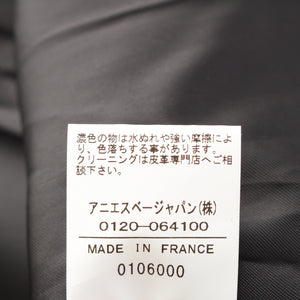 濃色の物は水ぬれや強い摩擦によ
り、色落ちする事があります。
クリーニングは皮革専門店へご相
談下さい。
アニエスベージャパン(株)
0120-064100
MADE IN FRANCE
0106000